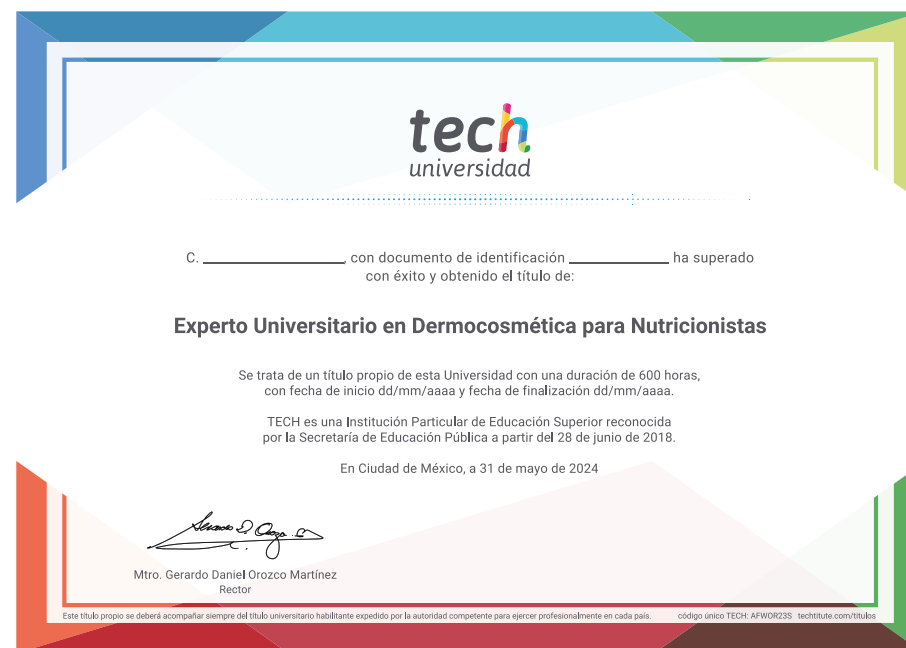 tech
universidad
C. ____________, con documento de identificación ____________ ha superado
con éxito y obtenido el título de:
Experto Universitario en Dermocosmética para Nutricionistas
Se trata de un título propio de esta Universidad con una duración de 600 horas,
con fecha de inicio dd/mm/aaaa y fecha de finalización dd/mm/aaaa.
TECH es una Institución Particular de Educación Superior reconocida
por la Secretaría de Educación Pública a partir del 28 de junio de 2018.
En Ciudad de México, a 31 de mayo de 2024
Mtro. Gerardo Daniel Orozco Martínez
Rector
Este título propio se deberá acompañar siempre del título universitario habilitante expedido por la autoridad competente para ejercer profesionalmente en cada país. código único TECH: AFWOR23S techtitute.com/titulos